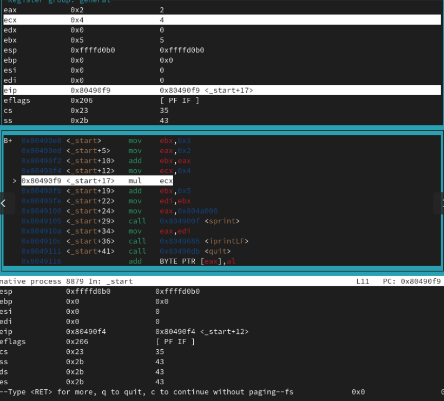 Register group: general
eax 0x2 2
ecx 0x4 4
edx 0x0 0
ebx 0x5 5
esp 0xffffd0b0 0xffffd0b0
ebp 0x0 0x0
esi 0x0 0
edi 0x0 0
eip 0x80490f9 0x80490f9 <_start+17>
eflags 0x206 [ PF IF ]
cs 0x23 35
ss 0x2b 43
B+ 0x80490e8 <_start> mov ebx,0x3
0x80490ed <_start+5> mov eax,0x2
0x80490f2 <_start+10> add ebx,eax
0x80490f4 <_start+12> mov ecx,0x4
> 0x80490f9 <_start+17> mul ecx
0x80490fb <_start+19> add ebx,0x5
0x80490fe <_start+22> mov edi,ebx
0x8049100 <_start+24> mov eax,0x804a000
0x8049105 <_start+29> call <sprint>
0x804910a <_start+34> mov eax,edi
0x804910c <_start+36> call <iprintLF>
0x8049111 <_start+41> call <quit>
0x8049116 add BYTE PTR [eax],al
native process 8879 In: _start L11 PC: 0x80490f9
esp 0xffffd0b0 0xffffd0b0
ebp 0x0 0x0
esi 0x0 0
edi 0x0 0
eip 0x80490f4 0x80490f4 <_start+12>
eflags 0x206 [ PF IF ]
cs 0x23 35
ss 0x2b 43
ds 0x2b 43
es 0x2b 43
--Type <RET> for more, q to quit, c to continue without paging--fs 0x0 0